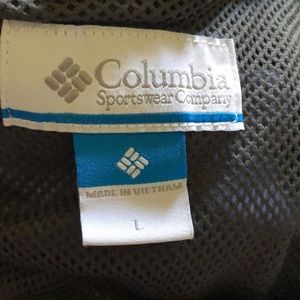 Columbia
Sportswear Company
MADE IN VIETNAM
L